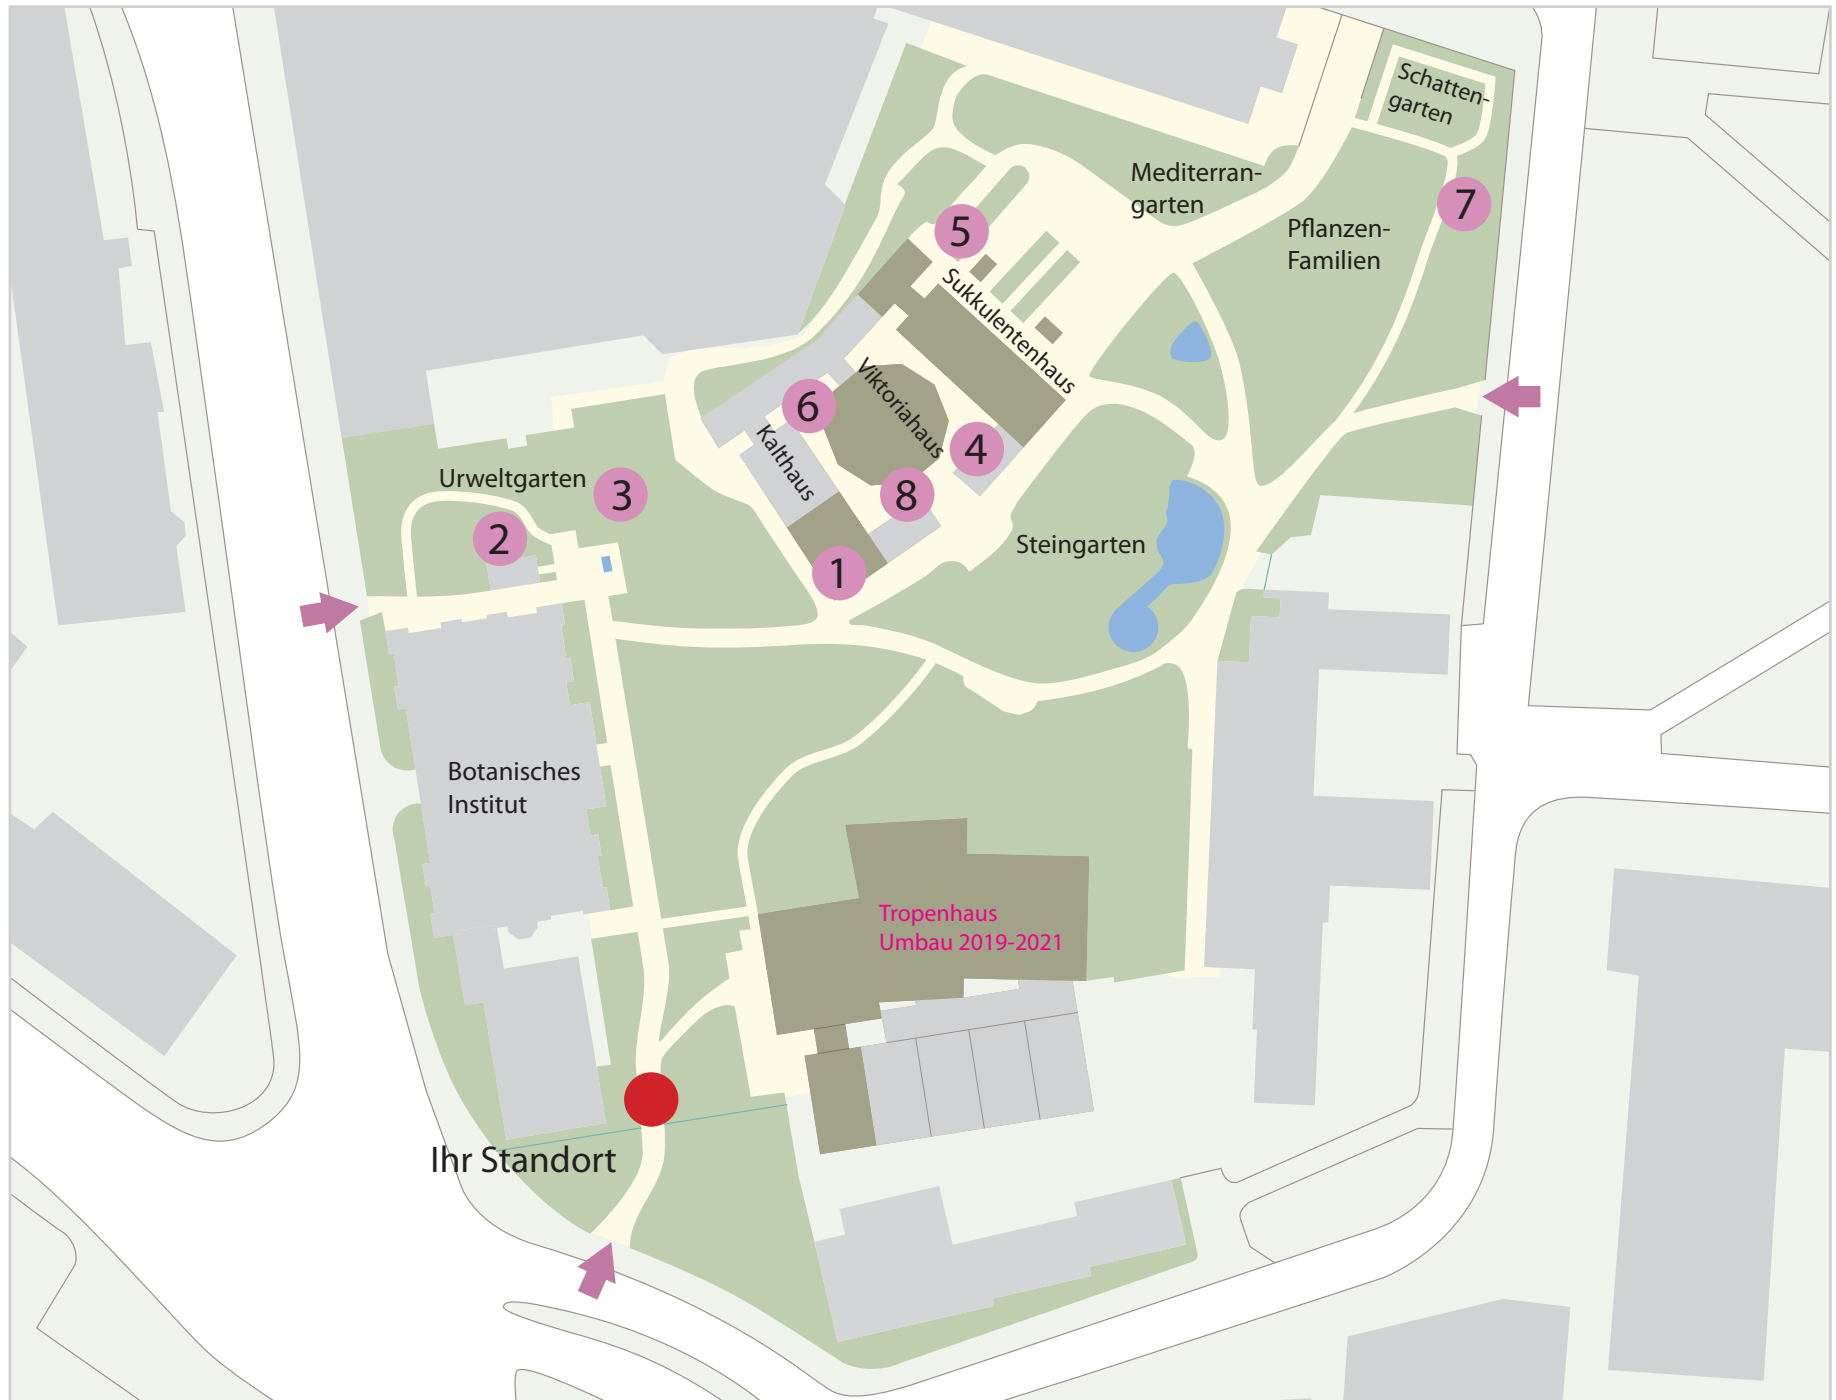 Schatten-
garten
Mediterran-
garten
7
5
Pflanzen-
Familien
Sukkulentenhaus
Viktoriahaus
6
4
Kalthaus
Urweltgarten
3
8
2
Steingarten
1
Botanisches
Institut
Tropenhaus
Umbau 2019-2021
Ihr Standort